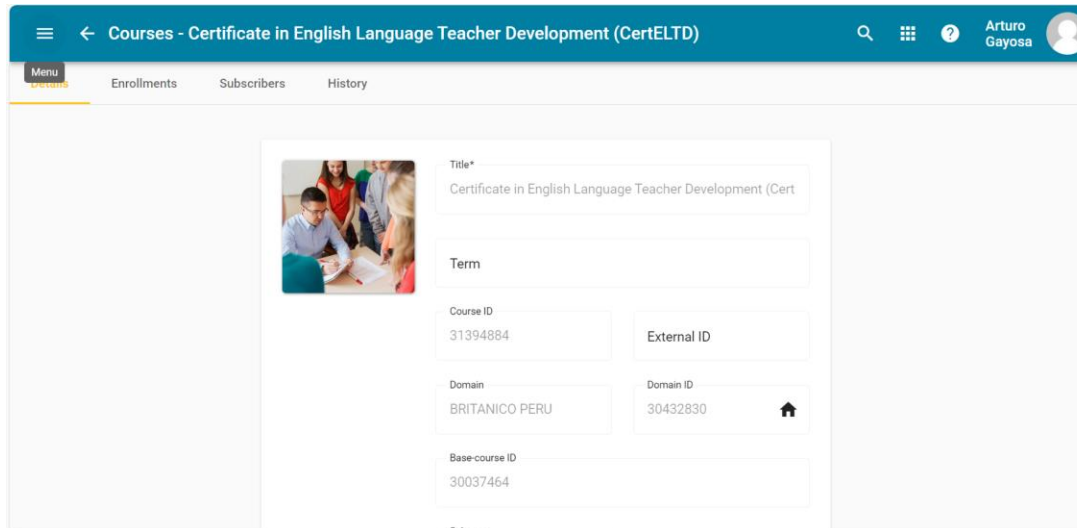 Courses - Certificate in English Language Teacher Development (CertELTD)
Arturo
Gayosa
Menu
Details
Enrollments
Subscribers
History
Title*
Certificate in English Language Teacher Development (Cert
Term
Course ID
31394884
External ID
Domain
BRITANICO PERU
Domain ID
30432830
Base-course ID
30037464